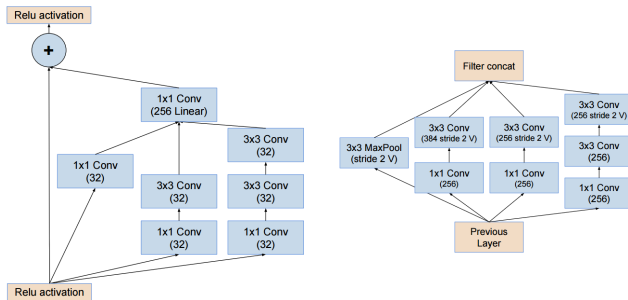 Relu activation
+
1x1 Conv
(256 Linear)
1x1 Conv
(32)
3x3 Conv
(32)
3x3 Conv
(32)
3x3 Conv
(32)
1x1 Conv
(32)
1x1 Conv
(32)
Relu activation
Filter concat
3x3 MaxPool
(stride 2 V)
3x3 Conv
(384 stride 2 V)
3x3 Conv
(256 stride 2 V)
3x3 Conv
(256 stride 2 V)
3x3 Conv
(256)
1x1 Conv
(256)
1x1 Conv
(256)
1x1 Conv
(256)
Previous
Layer